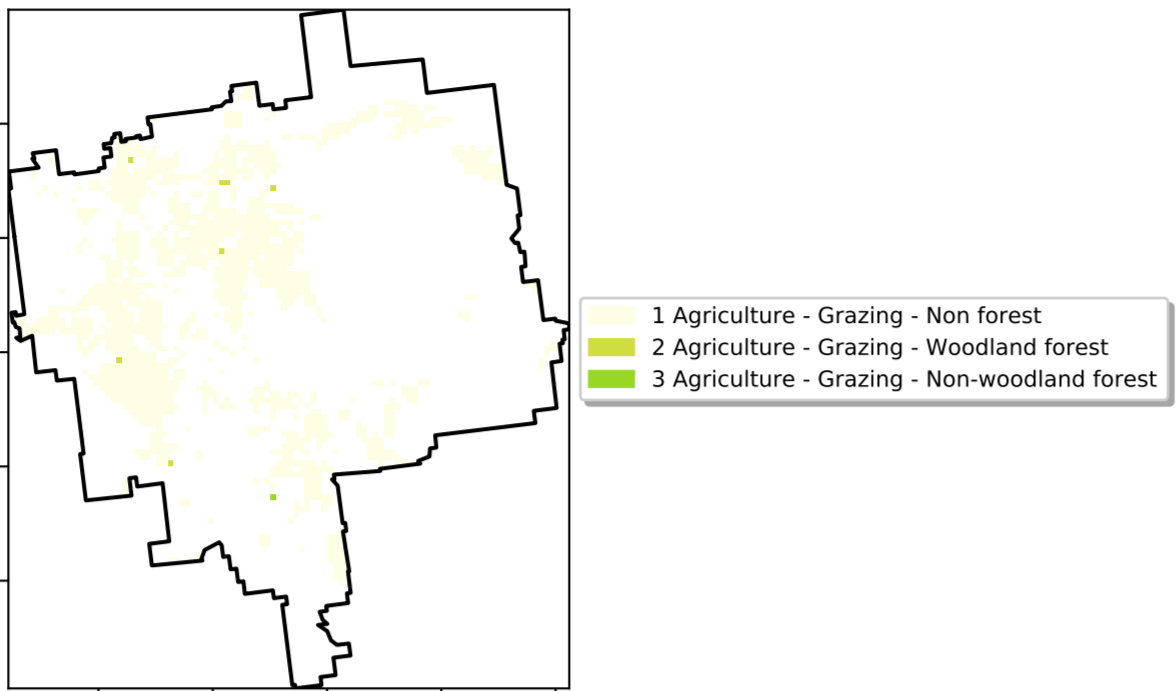 1 Agriculture - Grazing - Non forest
2 Agriculture - Grazing - Woodland forest
3 Agriculture - Grazing - Non-woodland forest